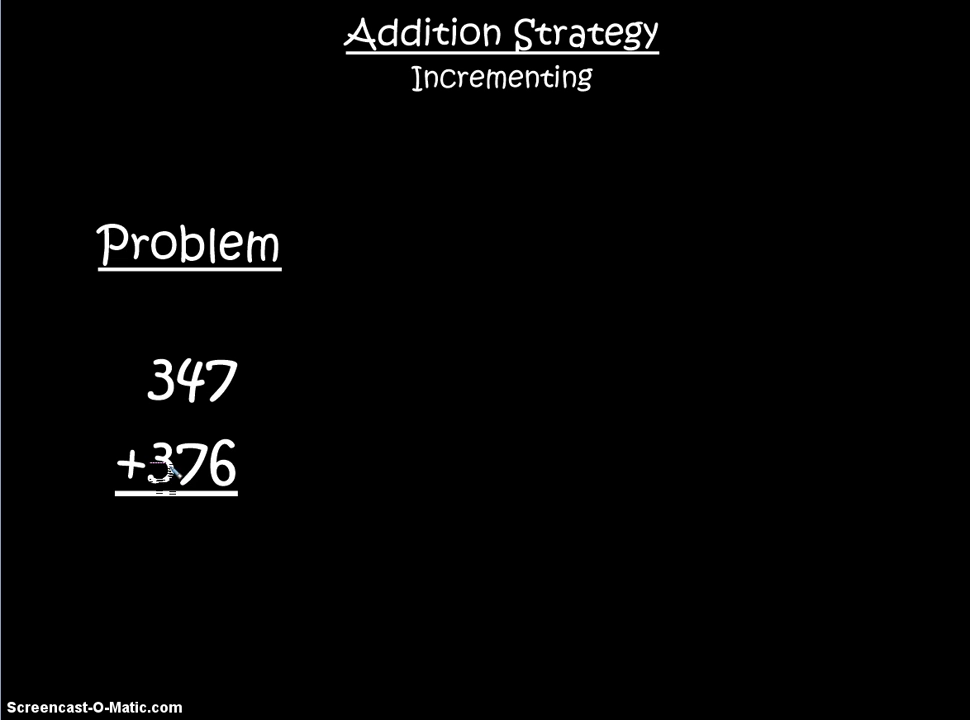 Addition Strategy
Incrementing
Problem
347
+376
Screencast-O-Matic.com